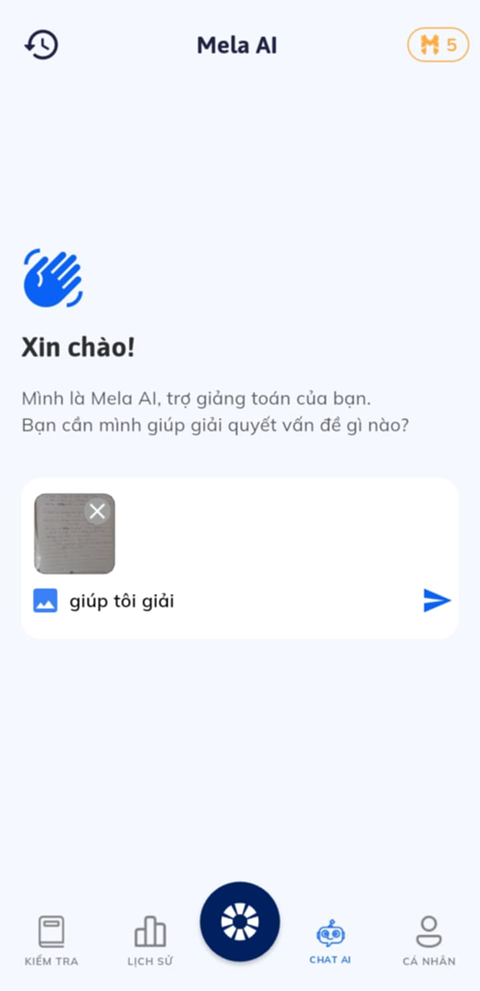 Mela AI
5
Xin chào!
Mình là Mela AI, trợ giảng toán của bạn.
Bạn cần mình giúp giải quyết vấn đề gì nào?
giúp tôi giải
KIỂM TRA
LỊCH SỬ
CHAT AI
CÁ NHÂN